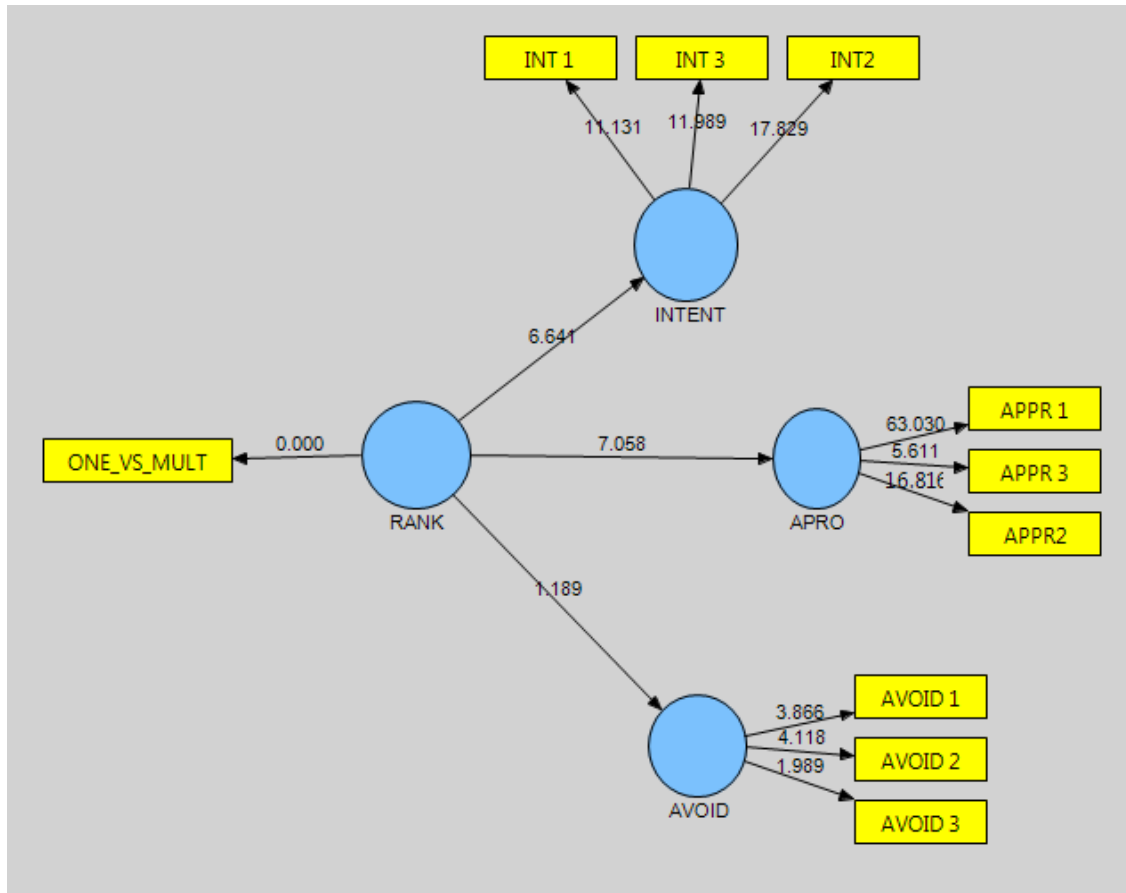 INT 1
INT 3
INT2
11.131
11.989
17.829
INTENT
6.641
ONE_VS_MULT
0.000
RANK
7.058
APRO
63.030
5.611
16.816
APPR 1
APPR 3
APPR2
1.189
AVOID
3.866
4.118
1.989
AVOID 1
AVOID 2
AVOID 3